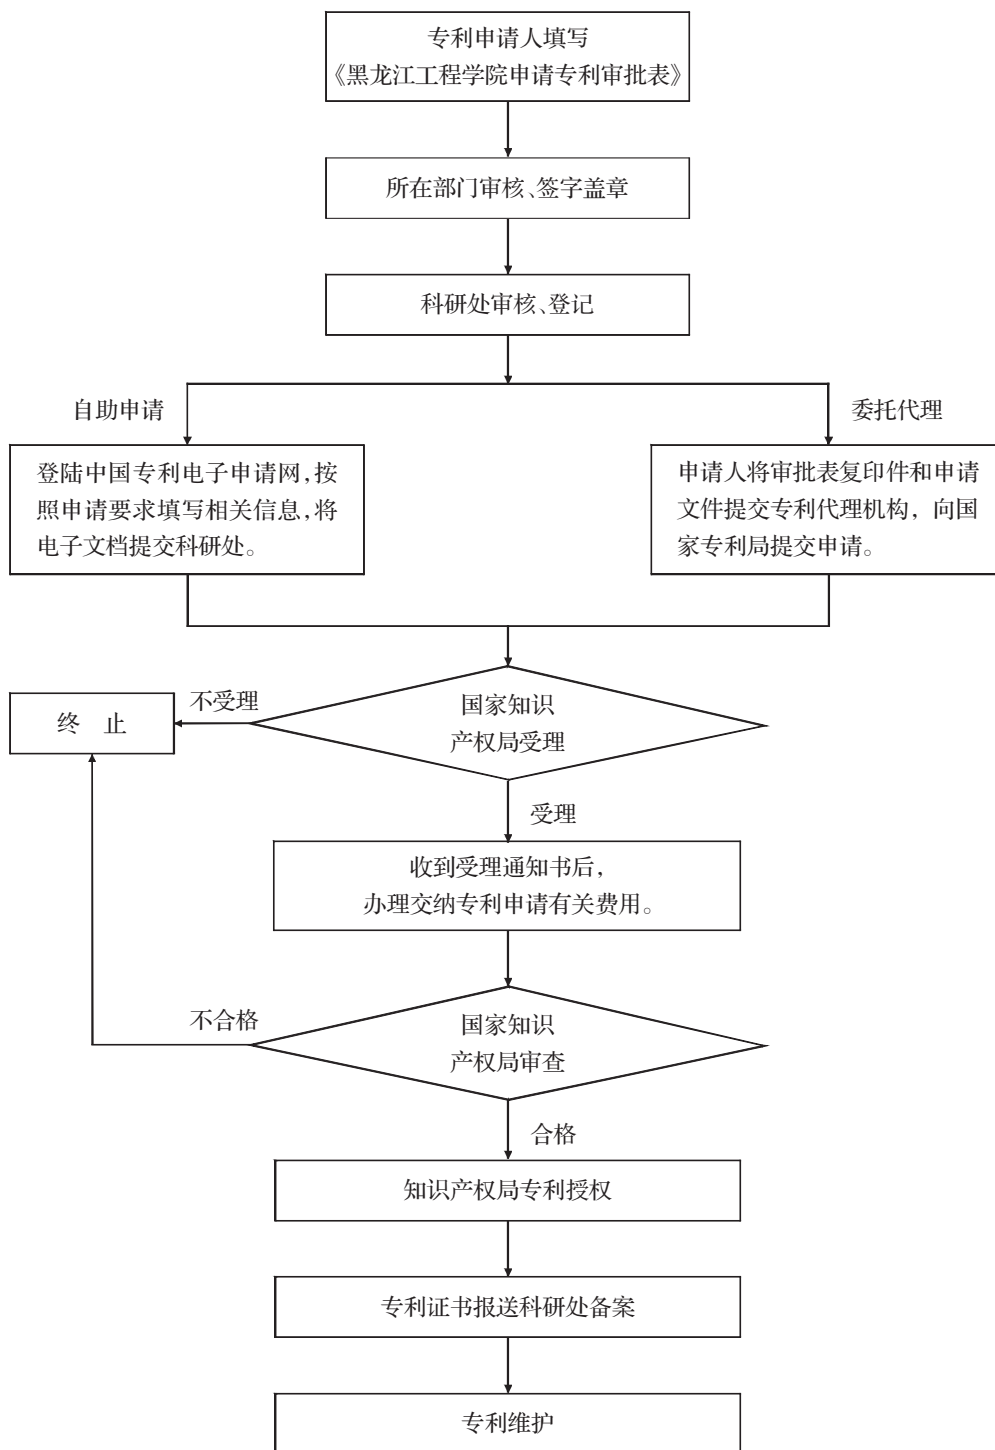 专利申请人填写
《黑龙江工程学院申请专利审批表》
所在部门审核、签字盖章
科研处审核、登记
自助申请
委托代理
登陆中国专利电子申请网,按
照申请要求填写相关信息,将
电子文档提交科研处。
申请人将审批表复印件和申请
文件提交专利代理机构, 向国
家专利局提交申请。
国家知识
产权局受理
不受理
终 止
受理
收到受理通知书后,
办理交纳专利申请有关费用。
国家知识
产权局审查
不合格
合格
知识产权局专利授权
专利证书报送科研处备案
专利维护